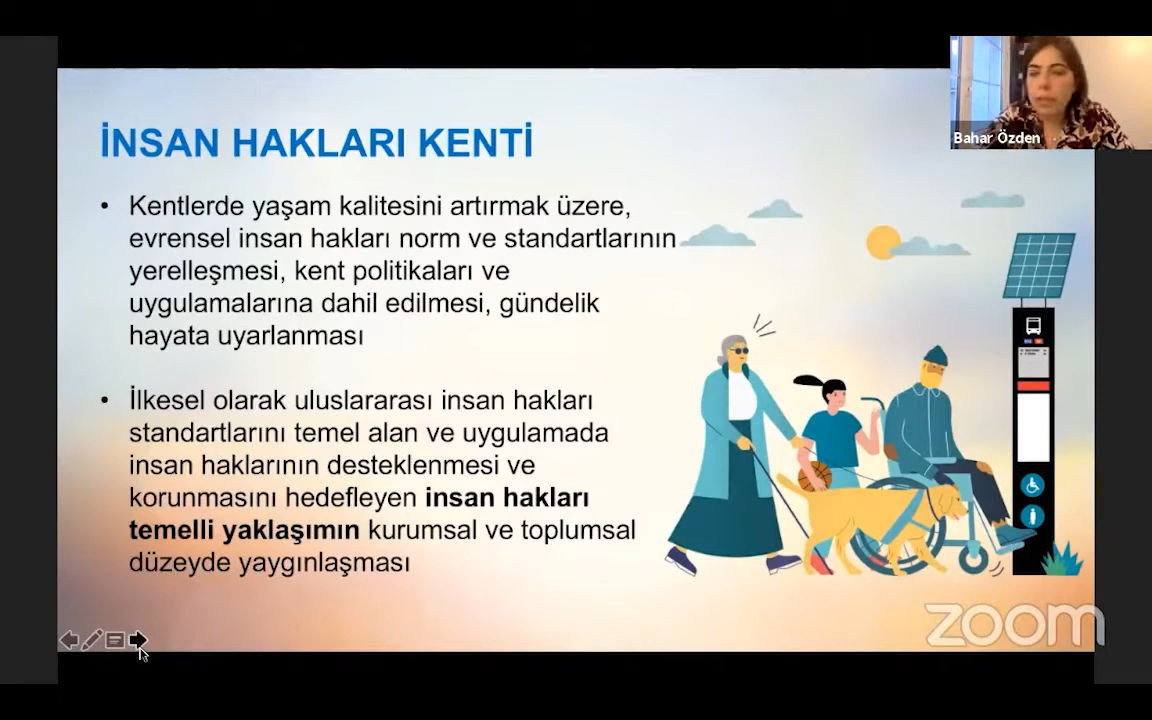 İNSAN HAKLARI KENTİ
• Kentlerde yaşam kalitesini artırmak üzere,
evrensel insan hakları norm ve standartlarının
yerelleşmesi, kent politikaları ve
uygulamalarına dahil edilmesi, gündelik
hayata uyarlanması
• İlkesel olarak uluslararası insan hakları
standartlarını temel alan ve uygulamada
insan haklarının desteklenmesi ve
korunmasını hedefleyen insan hakları
temelli yaklaşımın kurumsal ve toplumsal
düzeyde yaygınlaşması
Bahar Özden
zoom